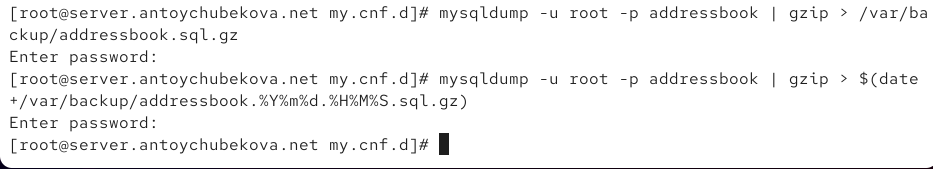 [root@server.antoychubekova.net my.cnf.d]# mysqldump -u root -p addressbook | gzip > /var/ba
ckup/addressbook.sql.gz
Enter password:
[root@server.antoychubekova.net my.cnf.d]# mysqldump -u root -p addressbook | gzip > $(date
+/var/backup/addressbook.%Y%m%d.%H%M%S.sql.gz)
Enter password:
[root@server.antoychubekova.net my.cnf.d]#